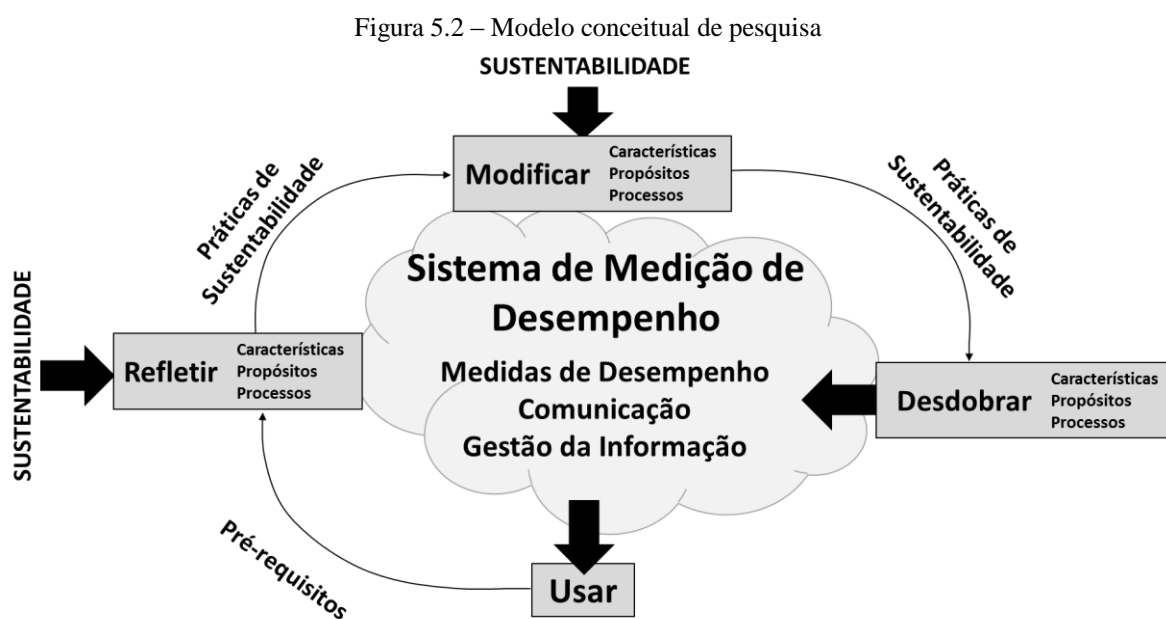 Figura 5.2 – Modelo conceitual de pesquisa
SUSTENTABILIDADE
Modificar
Características
Propósitos
Processos
Práticas de
Sustentabilidade
Práticas de
Sustentabilidade
Sistema de Medição de
Desempenho
Medidas de Desempenho
Comunicação
Gestão da Informação
SUSTENTABILIDADE
Refletir
Características
Propósitos
Processos
Desdobrar
Características
Propósitos
Processos
Pré-requisitos
Usar